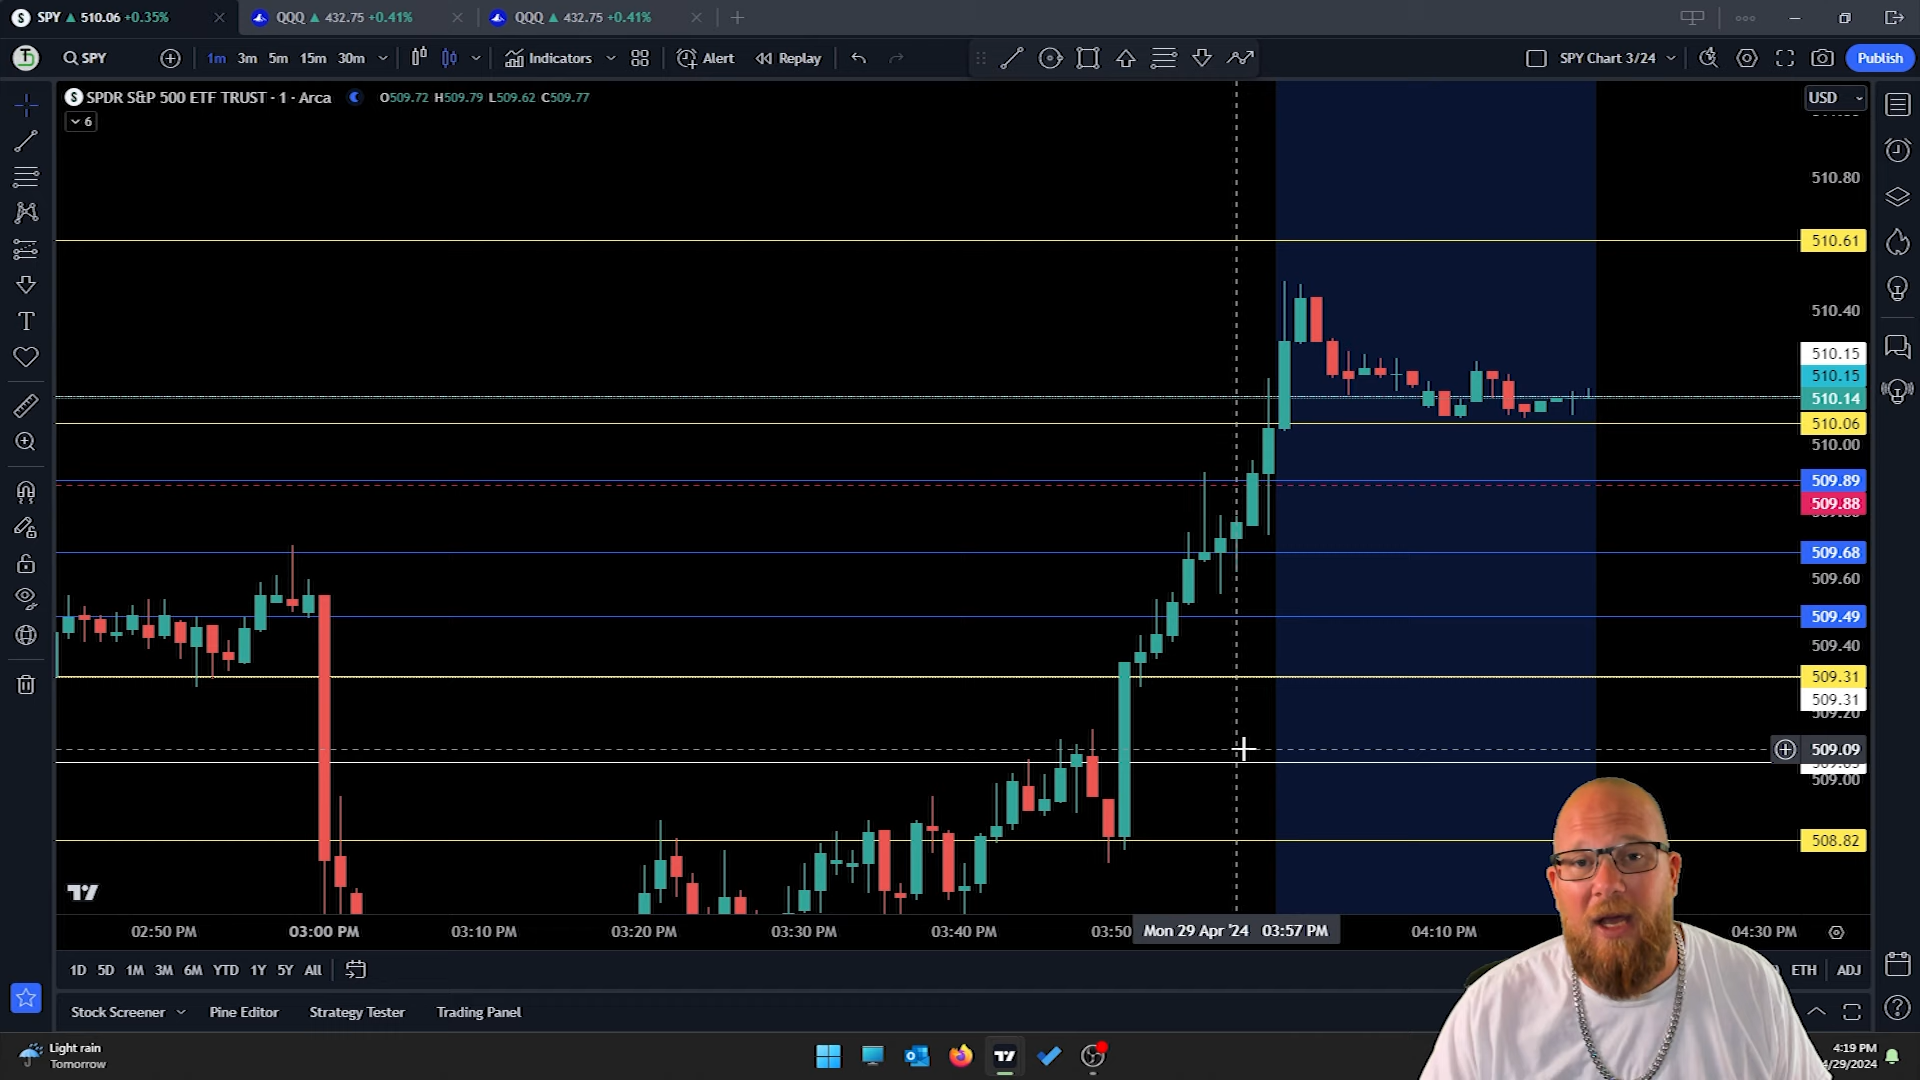 SPY ▲ 510.06 +0.35%
QQQ ▲ 432.75 +0.41%
QQQ ▲ 432.75 +0.41%
SPY
1m 3m 5m 15m 30m
Indicators
Alert
Replay
SPY Chart 3/24
Publish
SPDR S&P 500 ETF TRUST · 1 · Arca
O509.72 H509.79 L509.62 C509.77
6
USD
510.80
510.61
510.40
510.15
510.15
510.14
510.06
510.00
509.89
509.88
509.68
509.60
509.49
509.40
509.31
509.31
509.20
509.09
509.00
508.82
02:50 PM 03:00 PM 03:10 PM 03:20 PM 03:30 PM 03:40 PM 03:50 Mon 29 Apr '24 03:57 PM 04:10 PM 04:30 PM
1D 5D 1M 3M 6M YTD 1Y 5Y All
ETH ADJ
Stock Screener Pine Editor Strategy Tester Trading Panel
Light rain
Tomorrow
4:19 PM
4/29/2024